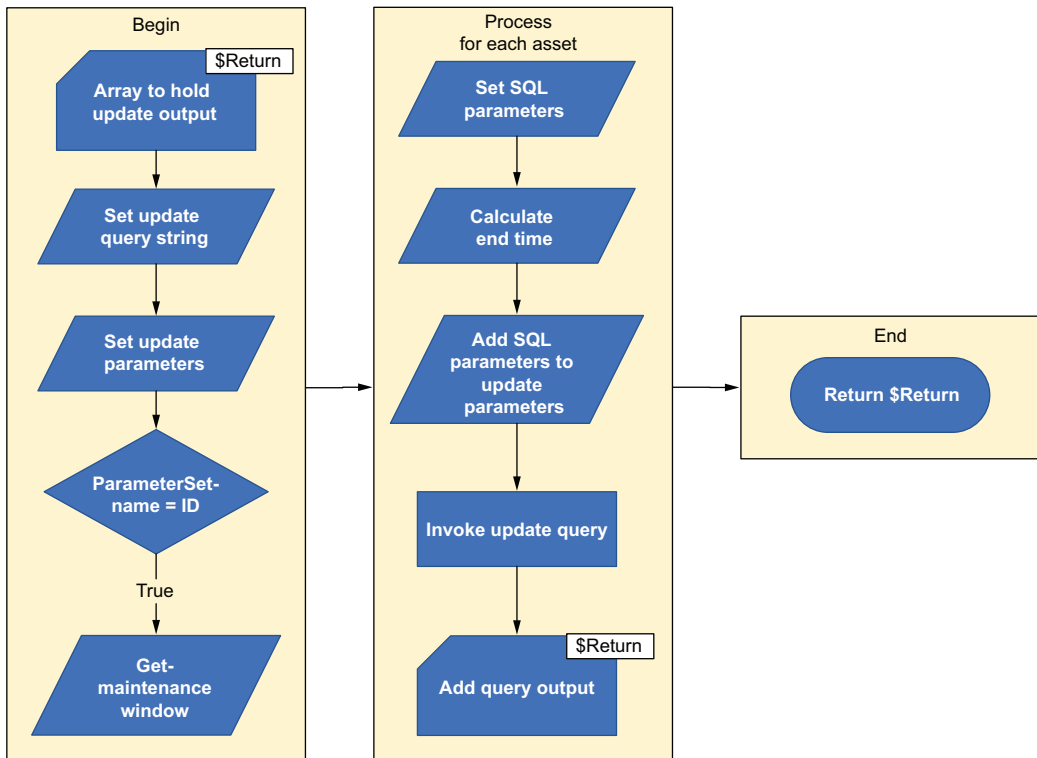 Begin
$Return
Array to hold
update output
Set update
query string
Set update
parameters
ParameterSet-
name = ID
True
Get-
maintenance
window
Process
for each asset
Set SQL
parameters
Calculate
end time
Add SQL
parameters to
update
parameters
Invoke update query
$Return
Add query output
End
Return $Return